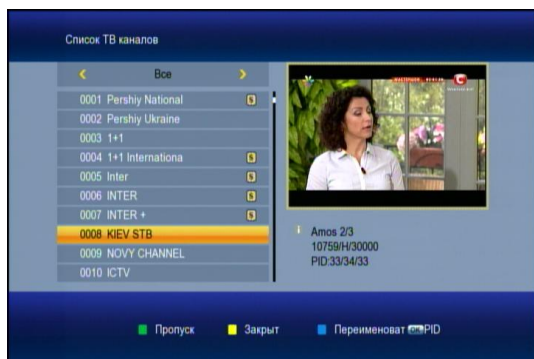 Список ТВ каналов
Все
0001 Pershiy National
0002 Pershiy Ukraine
0003 1+1
0004 1+1 Internationa
0005 Inter
0006 INTER
0007 INTER +
0008 KIEV STB
0009 NOVY CHANNEL
0010 ICTV
Amos 2/3
10759/H/30000
PID:33/34/33
Пропуск Закрыт Переименоват OK PID